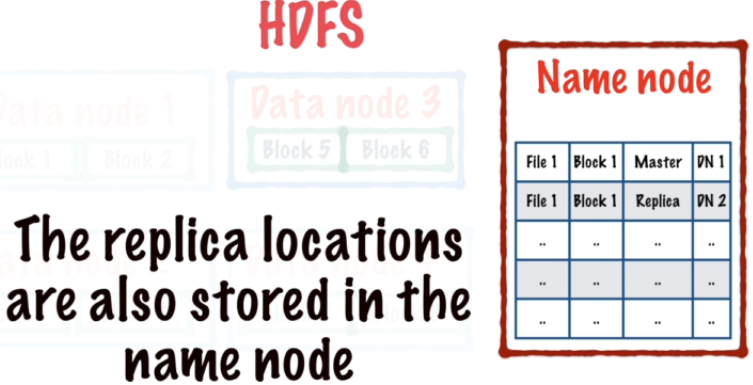 HDFS
Data node 1
Block 2
Data node 3
Block 5 Block 6
The replica locations
are also stored in the
name node
Name node
File 1 Block 1 Master DN 1
File 1 Block 1 Replica DN 2
.. .. .. ..
.. .. .. ..
.. .. .. ..